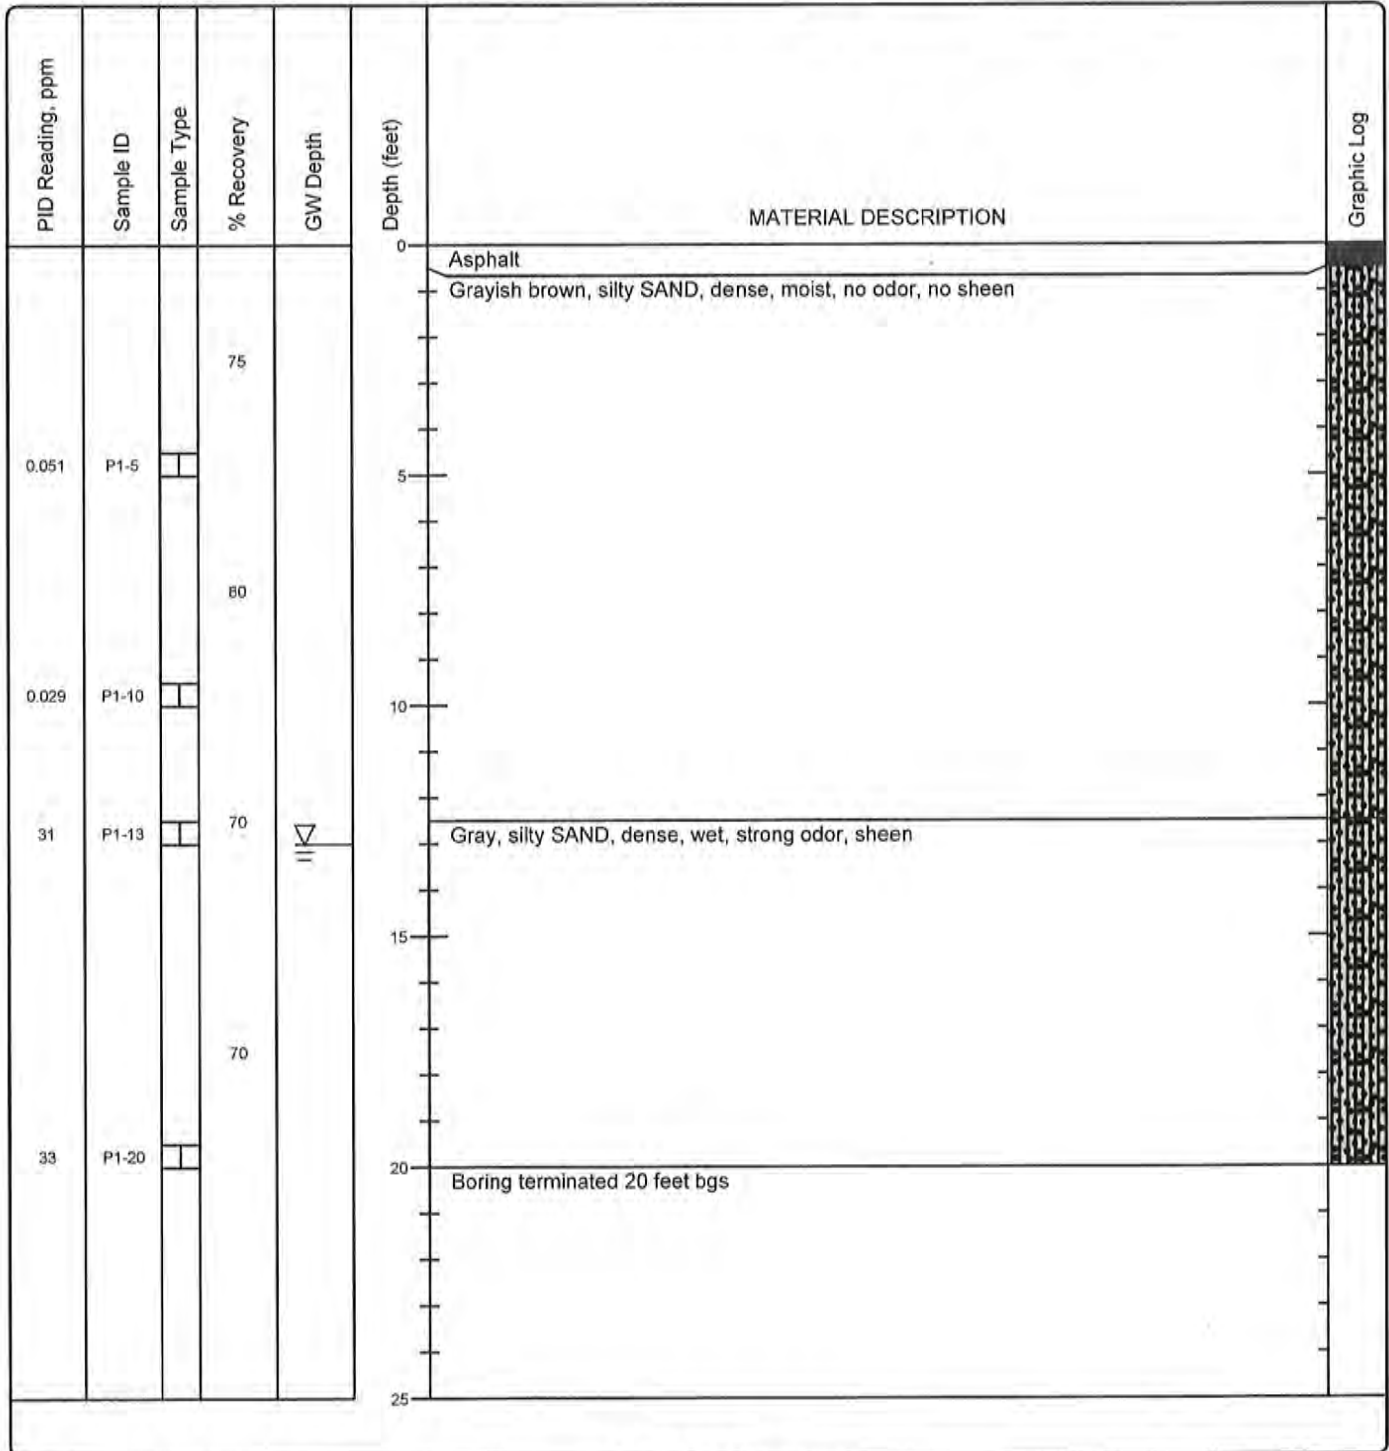 PID Reading, ppm
Sample ID
Sample Type
% Recovery
GW Depth
Depth (feet)
MATERIAL DESCRIPTION
Graphic Log
0
Asphalt
Grayish brown, silty SAND, dense, moist, no odor, no sheen
75
0.051 P1-5
5
80
0.029 P1-10
10
70
31 P1-13
Gray, silty SAND, dense, wet, strong odor, sheen
15
70
33 P1-20
20
Boring terminated 20 feet bgs
25